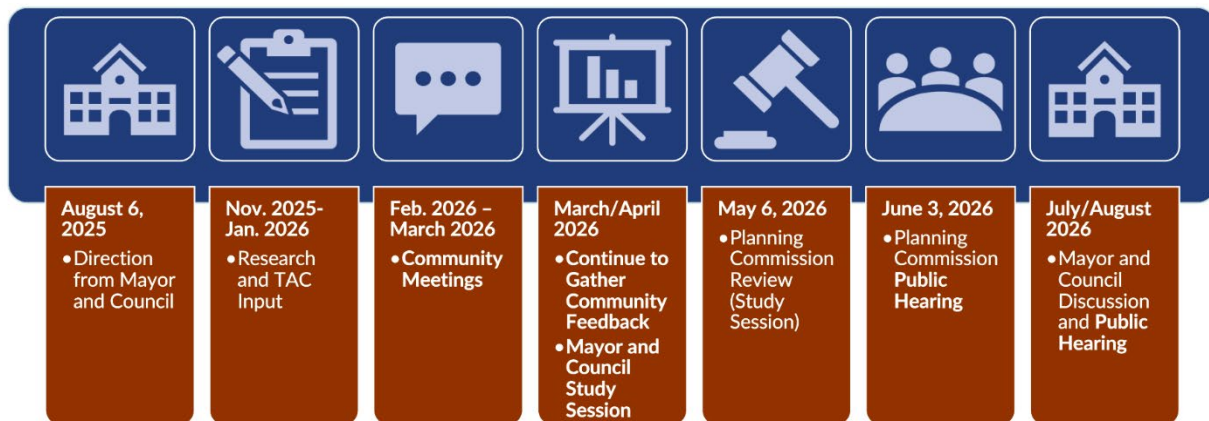 August 6,
2025
•Direction
from Mayor
and Council
Nov. 2025-
Jan. 2026
•Research
and TAC
Input
Feb. 2026 –
March 2026
•Community
Meetings
March/April
2026
•Continue to
Gather
Community
Feedback
•Mayor and
Council
Study
Session
May 6, 2026
•Planning
Commission
Review
(Study
Session)
June 3, 2026
•Planning
Commission
Public
Hearing
July/August
2026
•Mayor and
Council
Discussion
and Public
Hearing